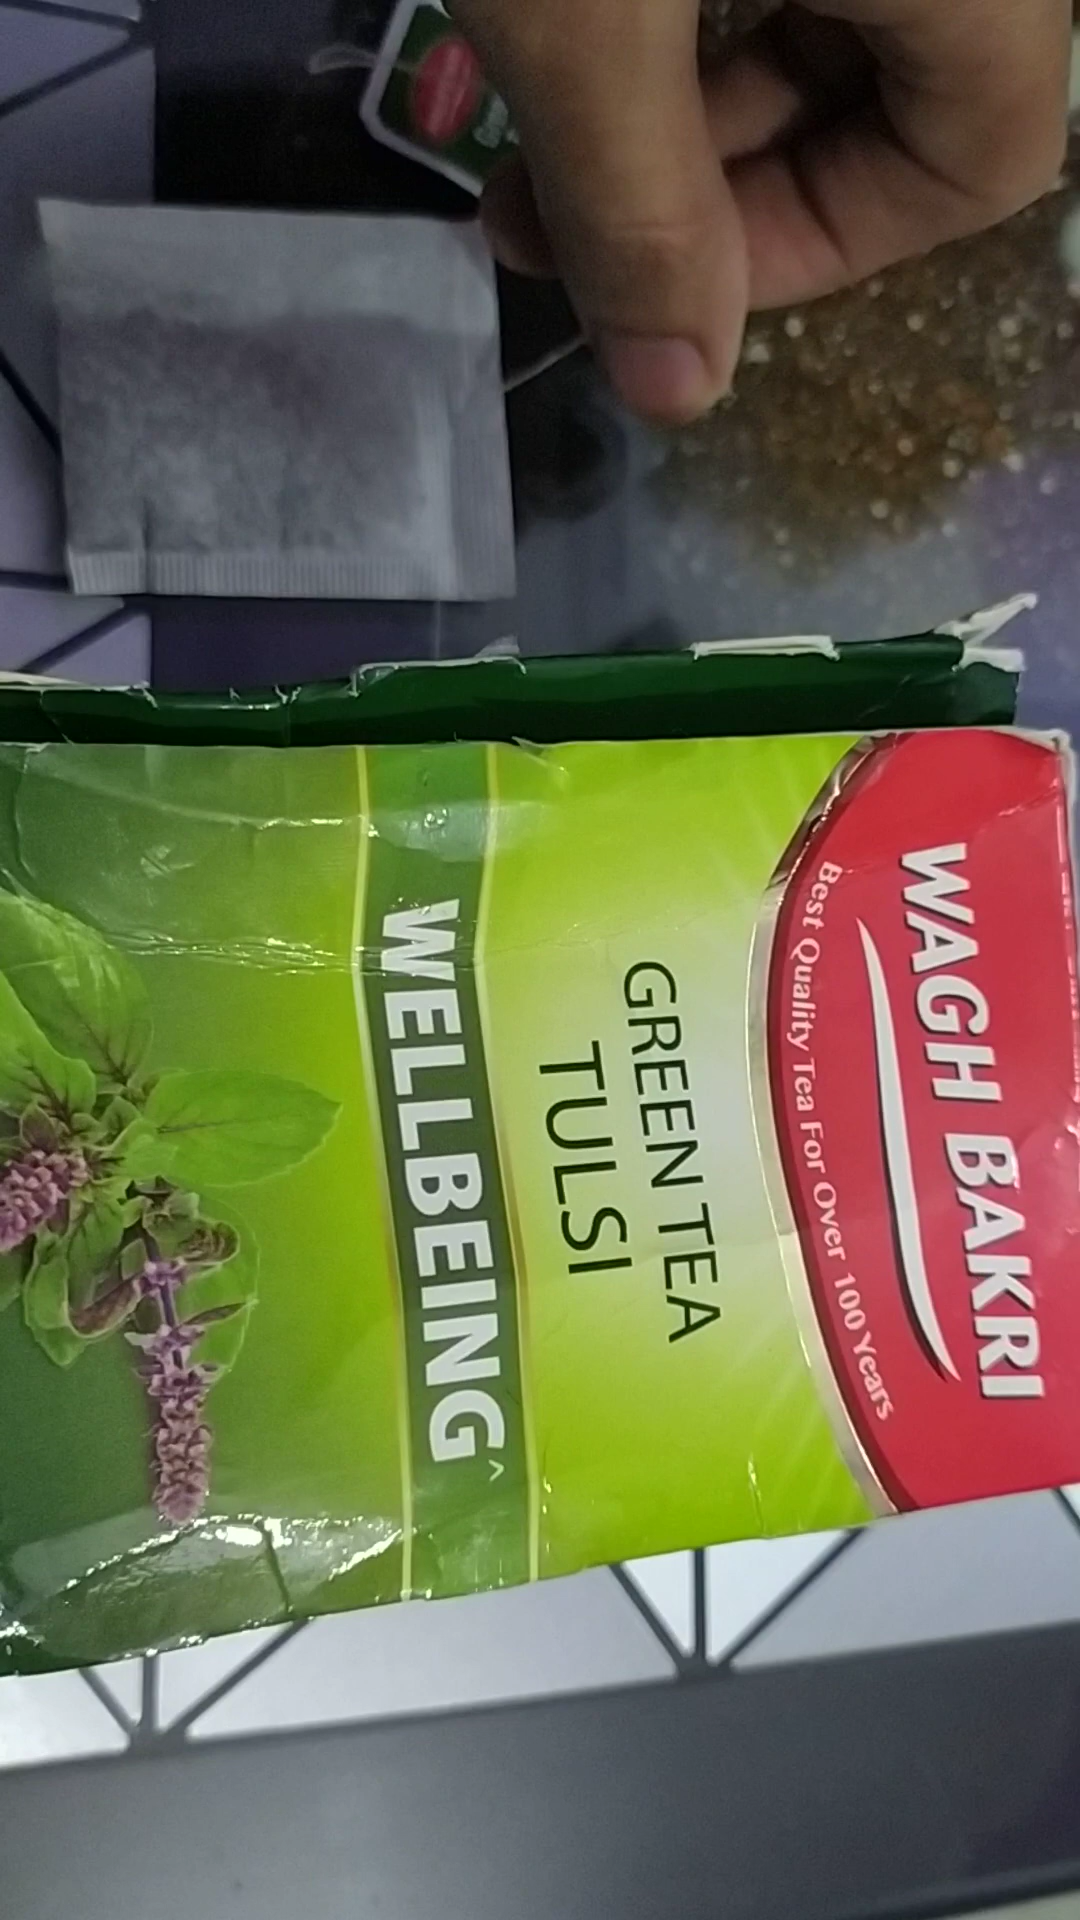 WAGH BAKRI
Best Quality Tea For Over 100 Years
GREEN TEA
TULSI
WELLBEING^